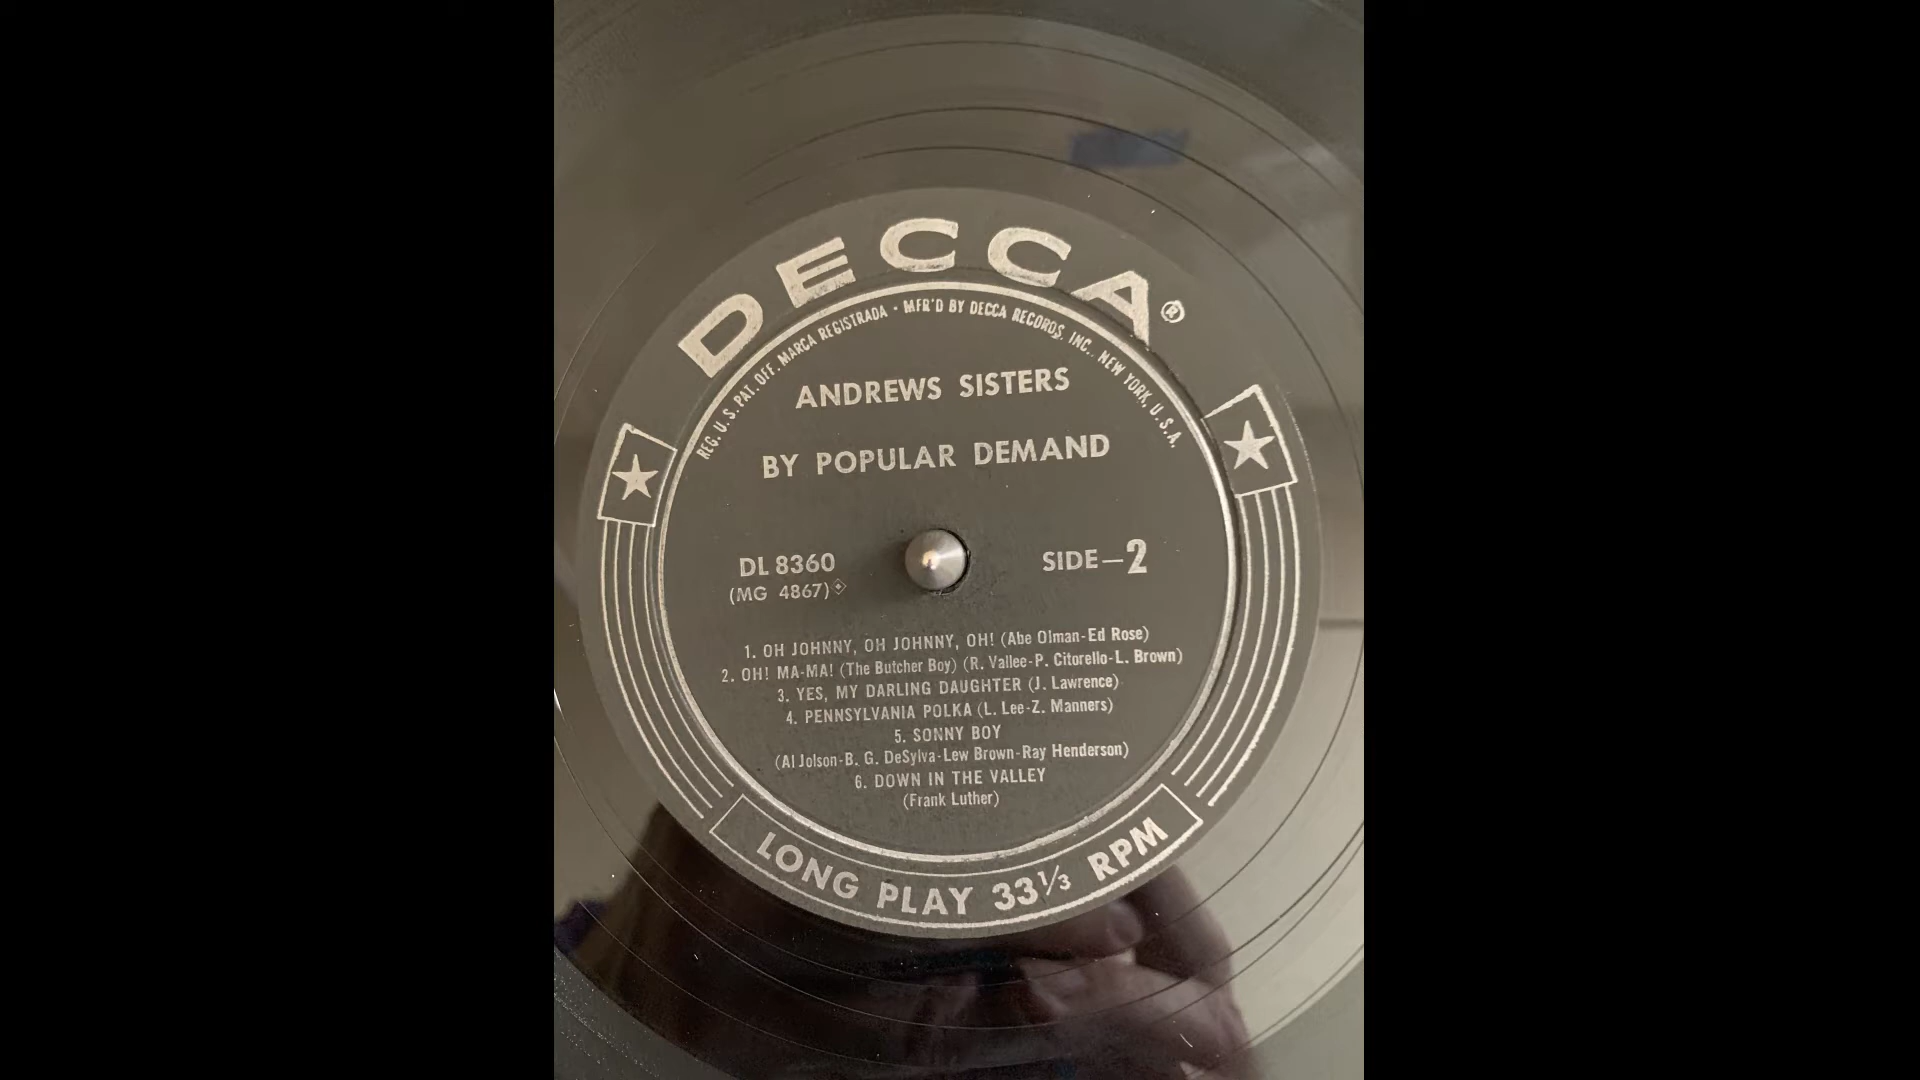 DECCA®
REG. U.S. PAT. OFF. MARCA REGISTRADA • MFR'D BY DECCA RECORDS, INC., NEW YORK, U.S.A.
ANDREWS SISTERS
BY POPULAR DEMAND
DL 8360
(MG 4867)
SIDE—2
1. OH JOHNNY, OH JOHNNY, OH! (Abe Olman-Ed Rose)
2. OH! MA-MA! (The Butcher Boy) (R. Vallee-P. Citorello-L. Brown)
3. YES, MY DARLING DAUGHTER (J. Lawrence)
4. PENNSYLVANIA POLKA (L. Lee-Z. Manners)
5. SONNY BOY
(Al Jolson-B. G. DeSylva-Lew Brown-Ray Henderson)
6. DOWN IN THE VALLEY
(Frank Luther)
LONG PLAY 33⅓ RPM